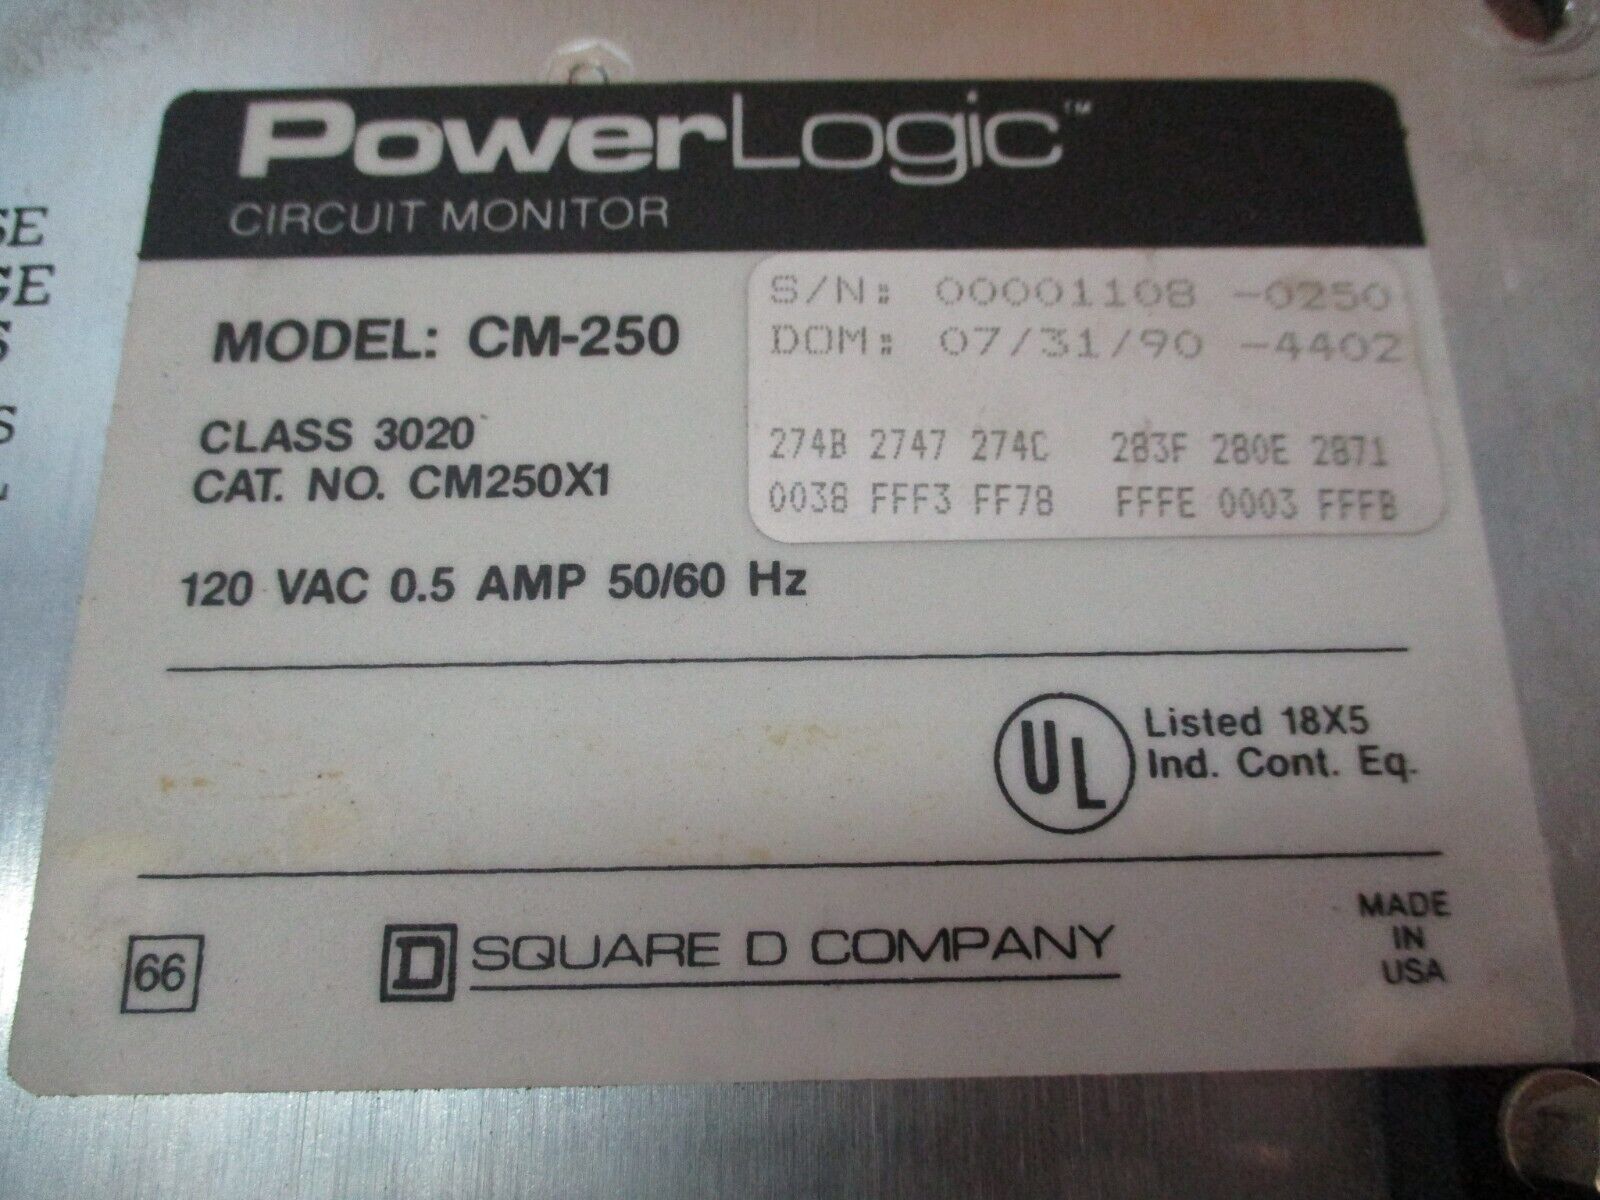 PowerLogic™
CIRCUIT MONITOR
MODEL: CM-250
S/N: 00001108 -0250
DOM: 07/31/90 -4402
CLASS 3020
CAT. NO. CM250X1
274B 2747 274C 283F 280E 2871
0038 FFF3 FF78 FFFE 0003 FFFB
120 VAC 0.5 AMP 50/60 Hz
UL
Listed 18X5
Ind. Cont. Eq.
66
D SQUARE D COMPANY
MADE
IN
USA